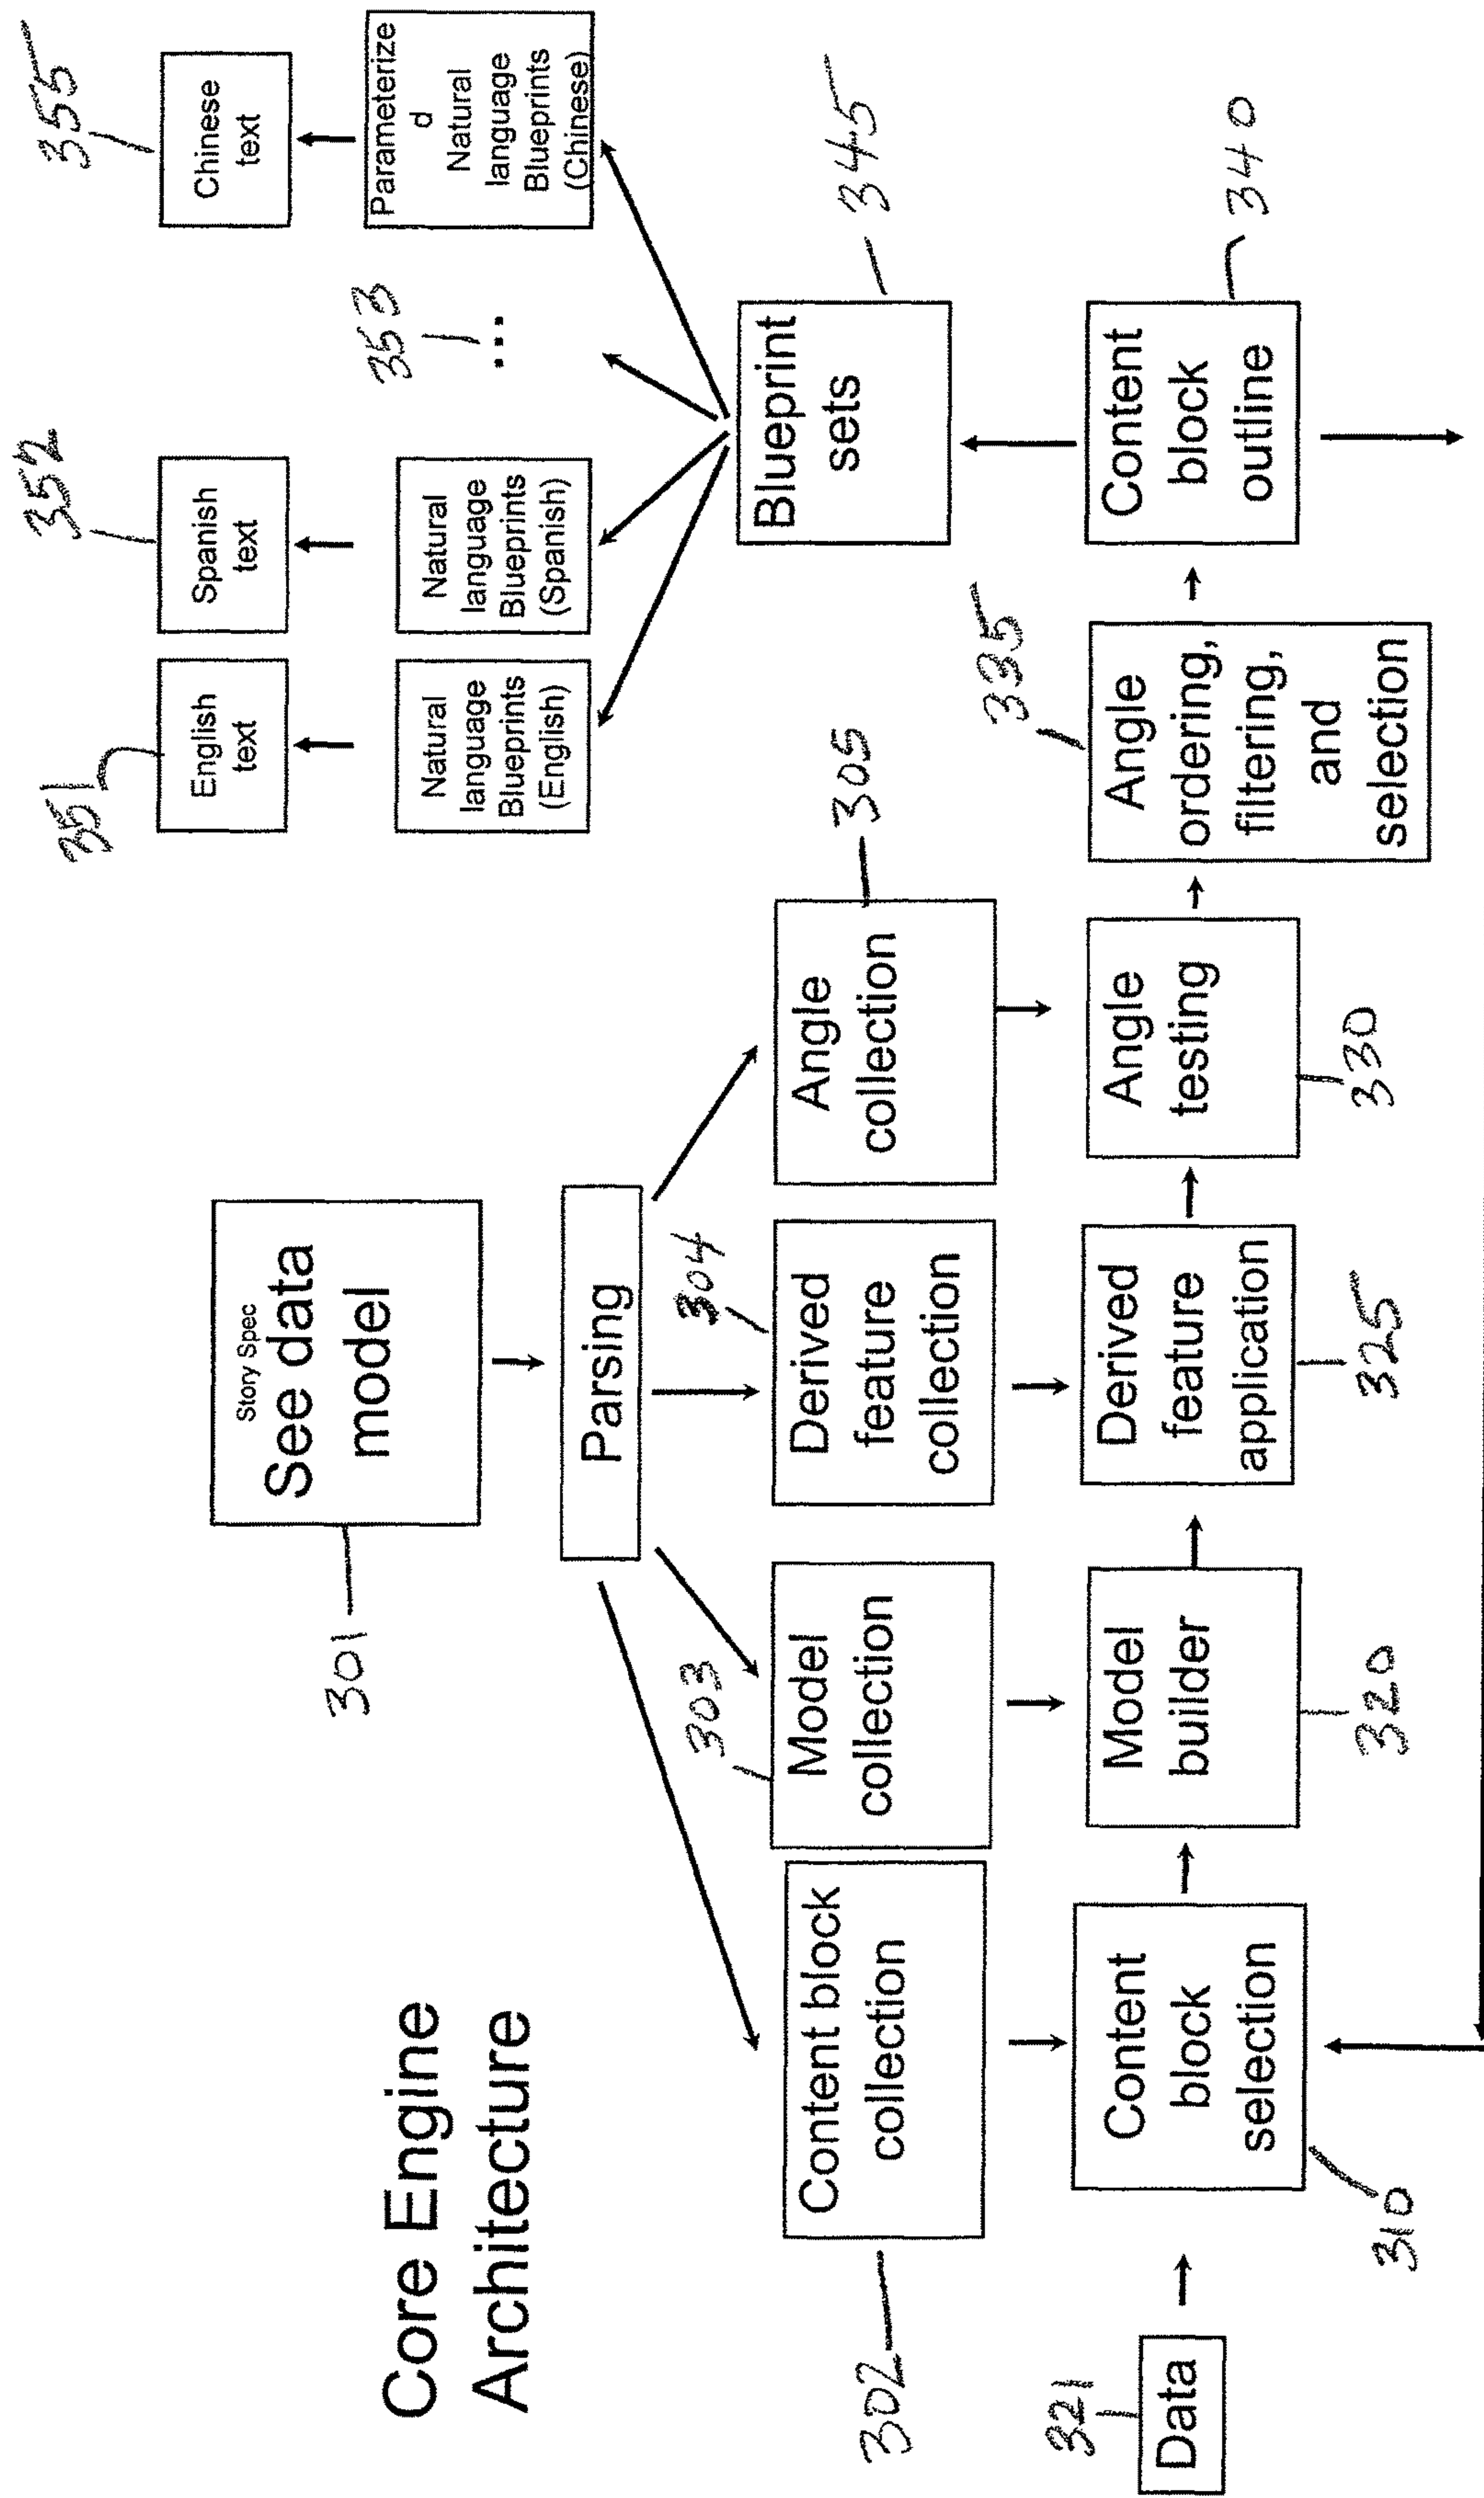 Core Engine
Architecture
301
Story Spec
See data
model
Parsing
302
Content block
collection
303
Model
collection
304
Derived
feature
collection
Angle
collection
305
321
Data
Content
block
selection
310
Model
builder
320
Derived
feature
application
325
Angle
testing
330
335
Angle
ordering,
filtering,
and
selection
Content
block
outline
340
Blueprint
sets
345
351
English
text
352
Spanish
text
355
Chinese
text
Natural
language
Blueprints
(English)
Natural
language
Blueprints
(Spanish)
353
...
Parameterize
d
Natural
language
Blueprints
(Chinese)